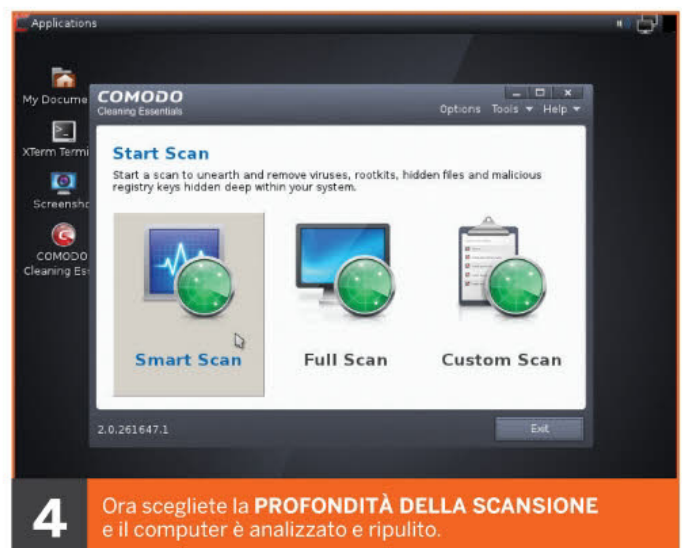 Applications
My Docume
XTerm Termi
Screensho
COMODO
Cleaning Es
COMODO
Cleaning Essentials
Options Tools Help
Start Scan
Start a scan to unearth and remove viruses, rootkits, hidden files and malicious
registry keys hidden deep within your system.
Smart Scan
Full Scan
Custom Scan
2.0.261647.1
Exit
4
Ora scegliete la PROFONDITÀ DELLA SCANSIONE
e il computer è analizzato e ripulito.